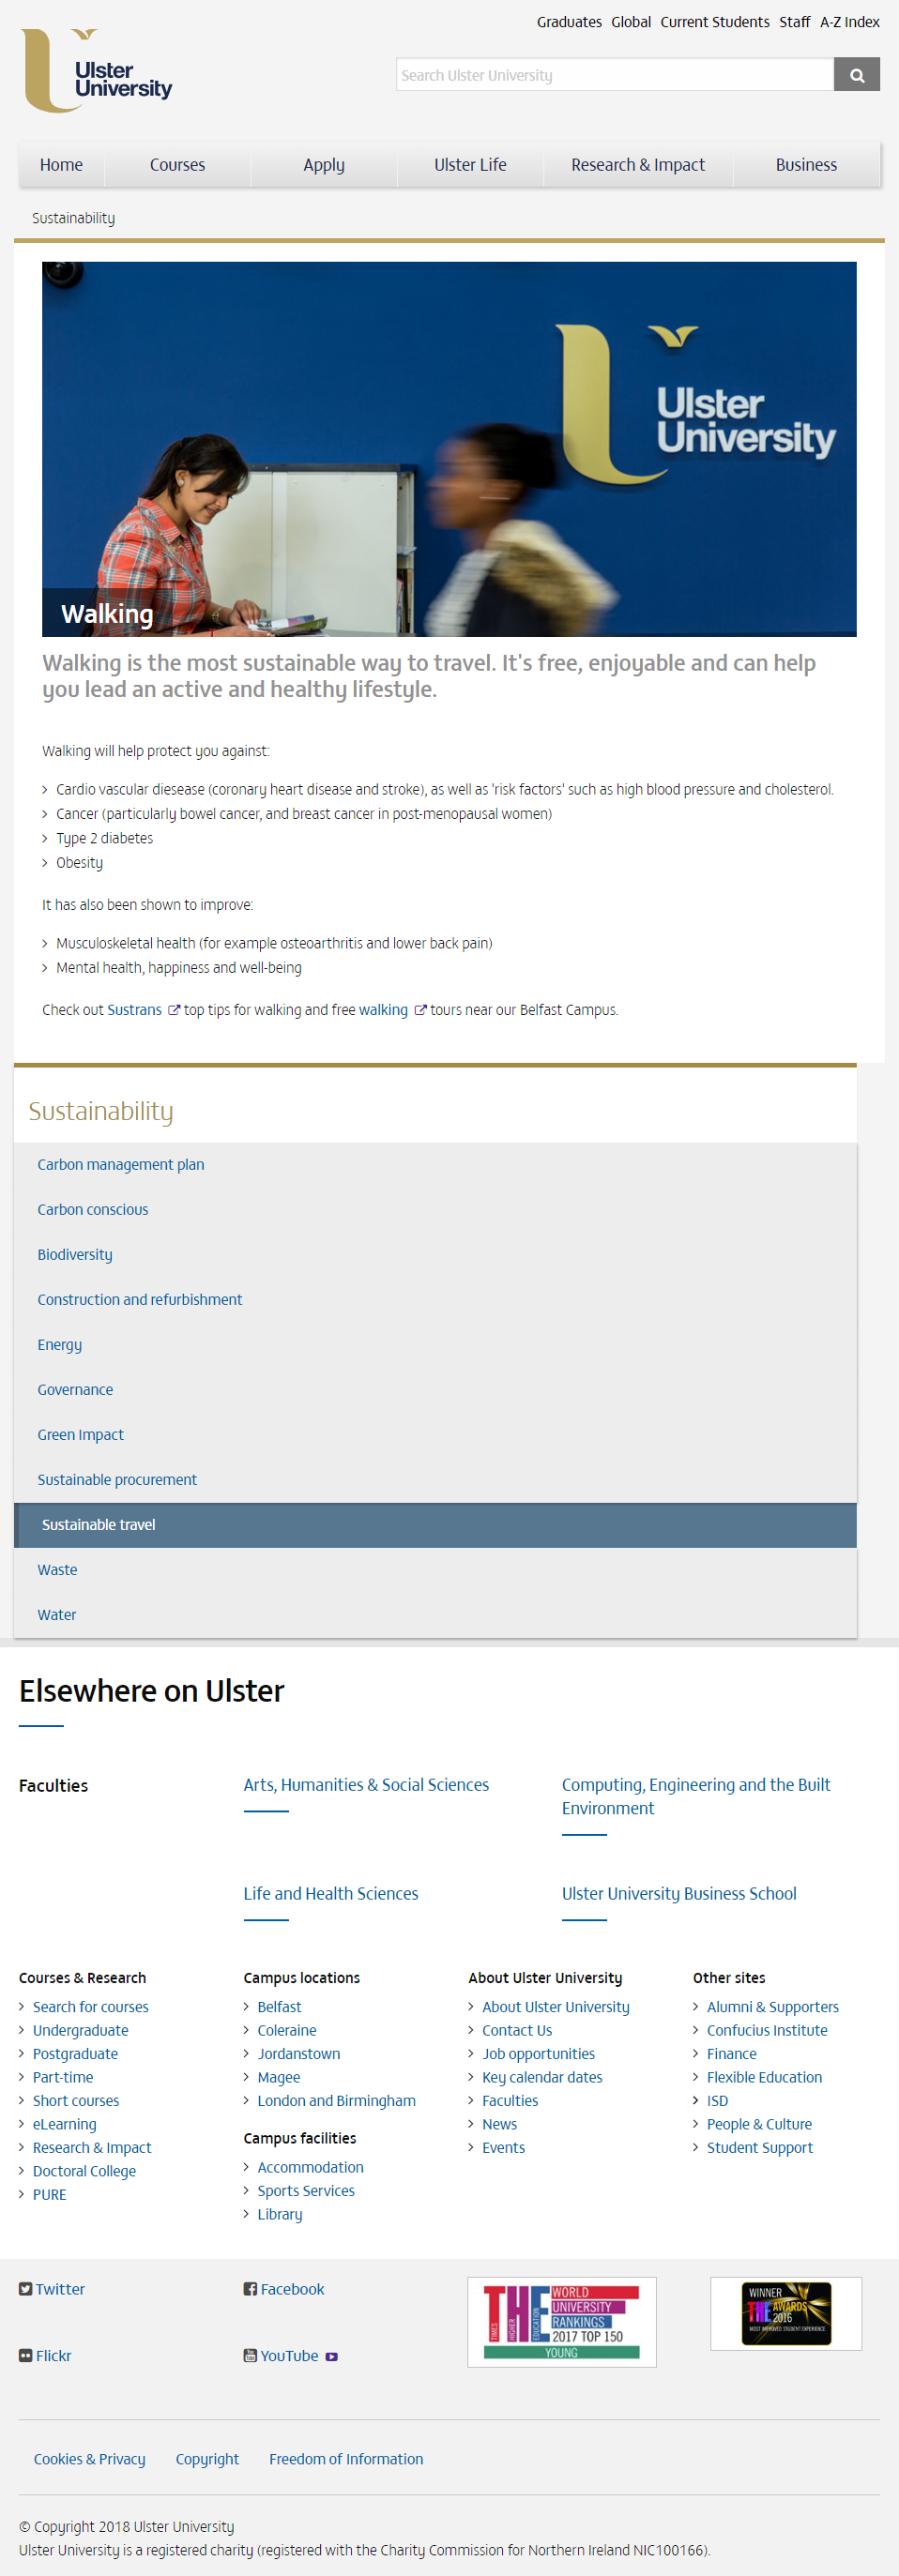 Graduates Global Current Students Staff A-Z Index
Ulster
University
Search Ulster University
Home Courses Apply Ulster Life Research & Impact Business
Sustainability
Ulster
University
Walking
Walking is the most sustainable way to travel. It's free, enjoyable and can help
you lead an active and healthy lifestyle.
Walking will help protect you against:
Cardio vascular diesease (coronary heart disease and stroke), as well as 'risk factors' such as high blood pressure and cholesterol.
Cancer (particularly bowel cancer, and breast cancer in post-menopausal women)
Type 2 diabetes
Obesity
It has also been shown to improve:
Musculoskeletal health (for example osteoarthritis and lower back pain)
Mental health, happiness and well-being
Check out Sustrans top tips for walking and free walking tours near our Belfast Campus.
Sustainability
Carbon management plan
Carbon conscious
Biodiversity
Construction and refurbishment
Energy
Governance
Green Impact
Sustainable procurement
Sustainable travel
Waste
Water
Elsewhere on Ulster
Faculties
Arts, Humanities & Social Sciences
Computing, Engineering and the Built
Environment
Life and Health Sciences
Ulster University Business School
Courses & Research
Search for courses
Undergraduate
Postgraduate
Part-time
Short courses
eLearning
Research & Impact
Doctoral College
PURE
Campus locations
Belfast
Coleraine
Jordanstown
Magee
London and Birmingham
Campus facilities
Accommodation
Sports Services
Library
About Ulster University
About Ulster University
Contact Us
Job opportunities
Key calendar dates
Faculties
News
Events
Other sites
Alumni & Supporters
Confucius Institute
Finance
Flexible Education
ISD
People & Culture
Student Support
Twitter
Facebook
Flickr
YouTube
TIMES
HIGHER
EDUCATION
THE
WORLD
UNIVERSITY
RANKINGS
2017 TOP 150
YOUNG
WINNER
THE AWARDS
2016
MOST IMPROVED STUDENT EXPERIENCE
Cookies & Privacy Copyright Freedom of Information
© Copyright 2018 Ulster University
Ulster University is a registered charity (registered with the Charity Commission for Northern Ireland NIC100166).